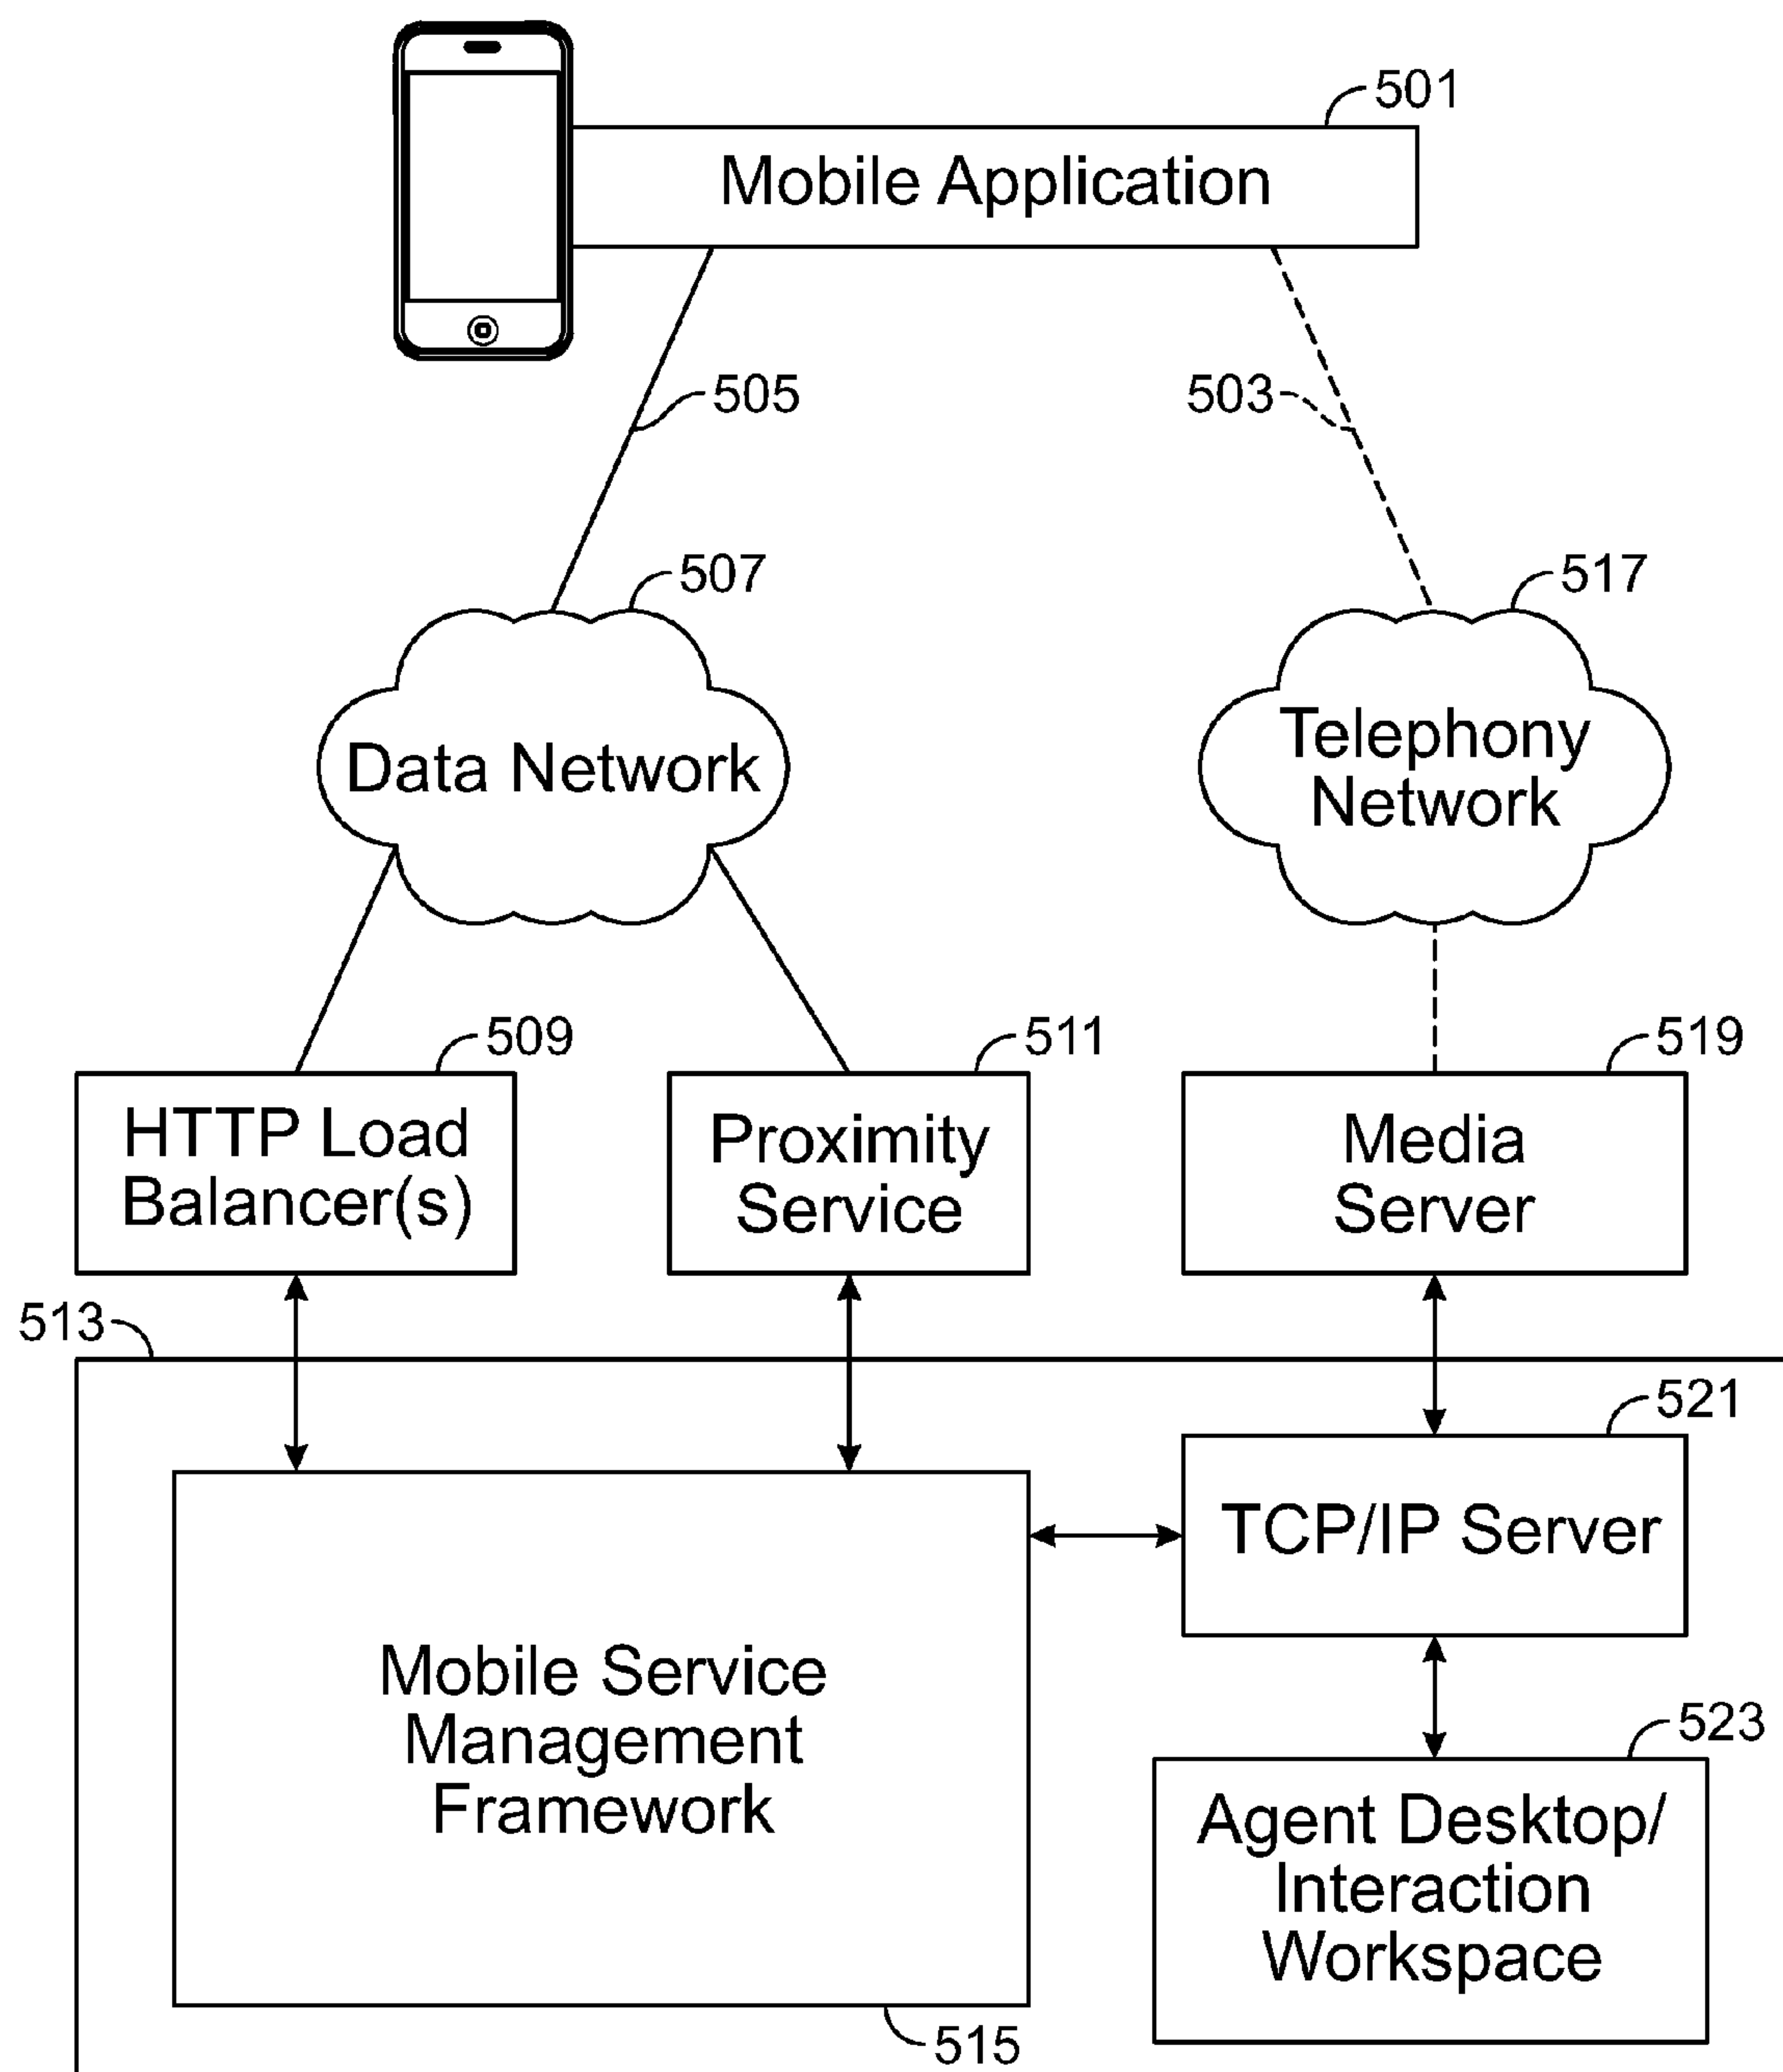 501
Mobile Application
505
503
507
517
Data Network
Telephony
Network
509
511
519
HTTP Load
Balancer(s)
Proximity
Service
Media
Server
513
521
TCP/IP Server
Mobile Service
Management
Framework
523
Agent Desktop/
Interaction
Workspace
515